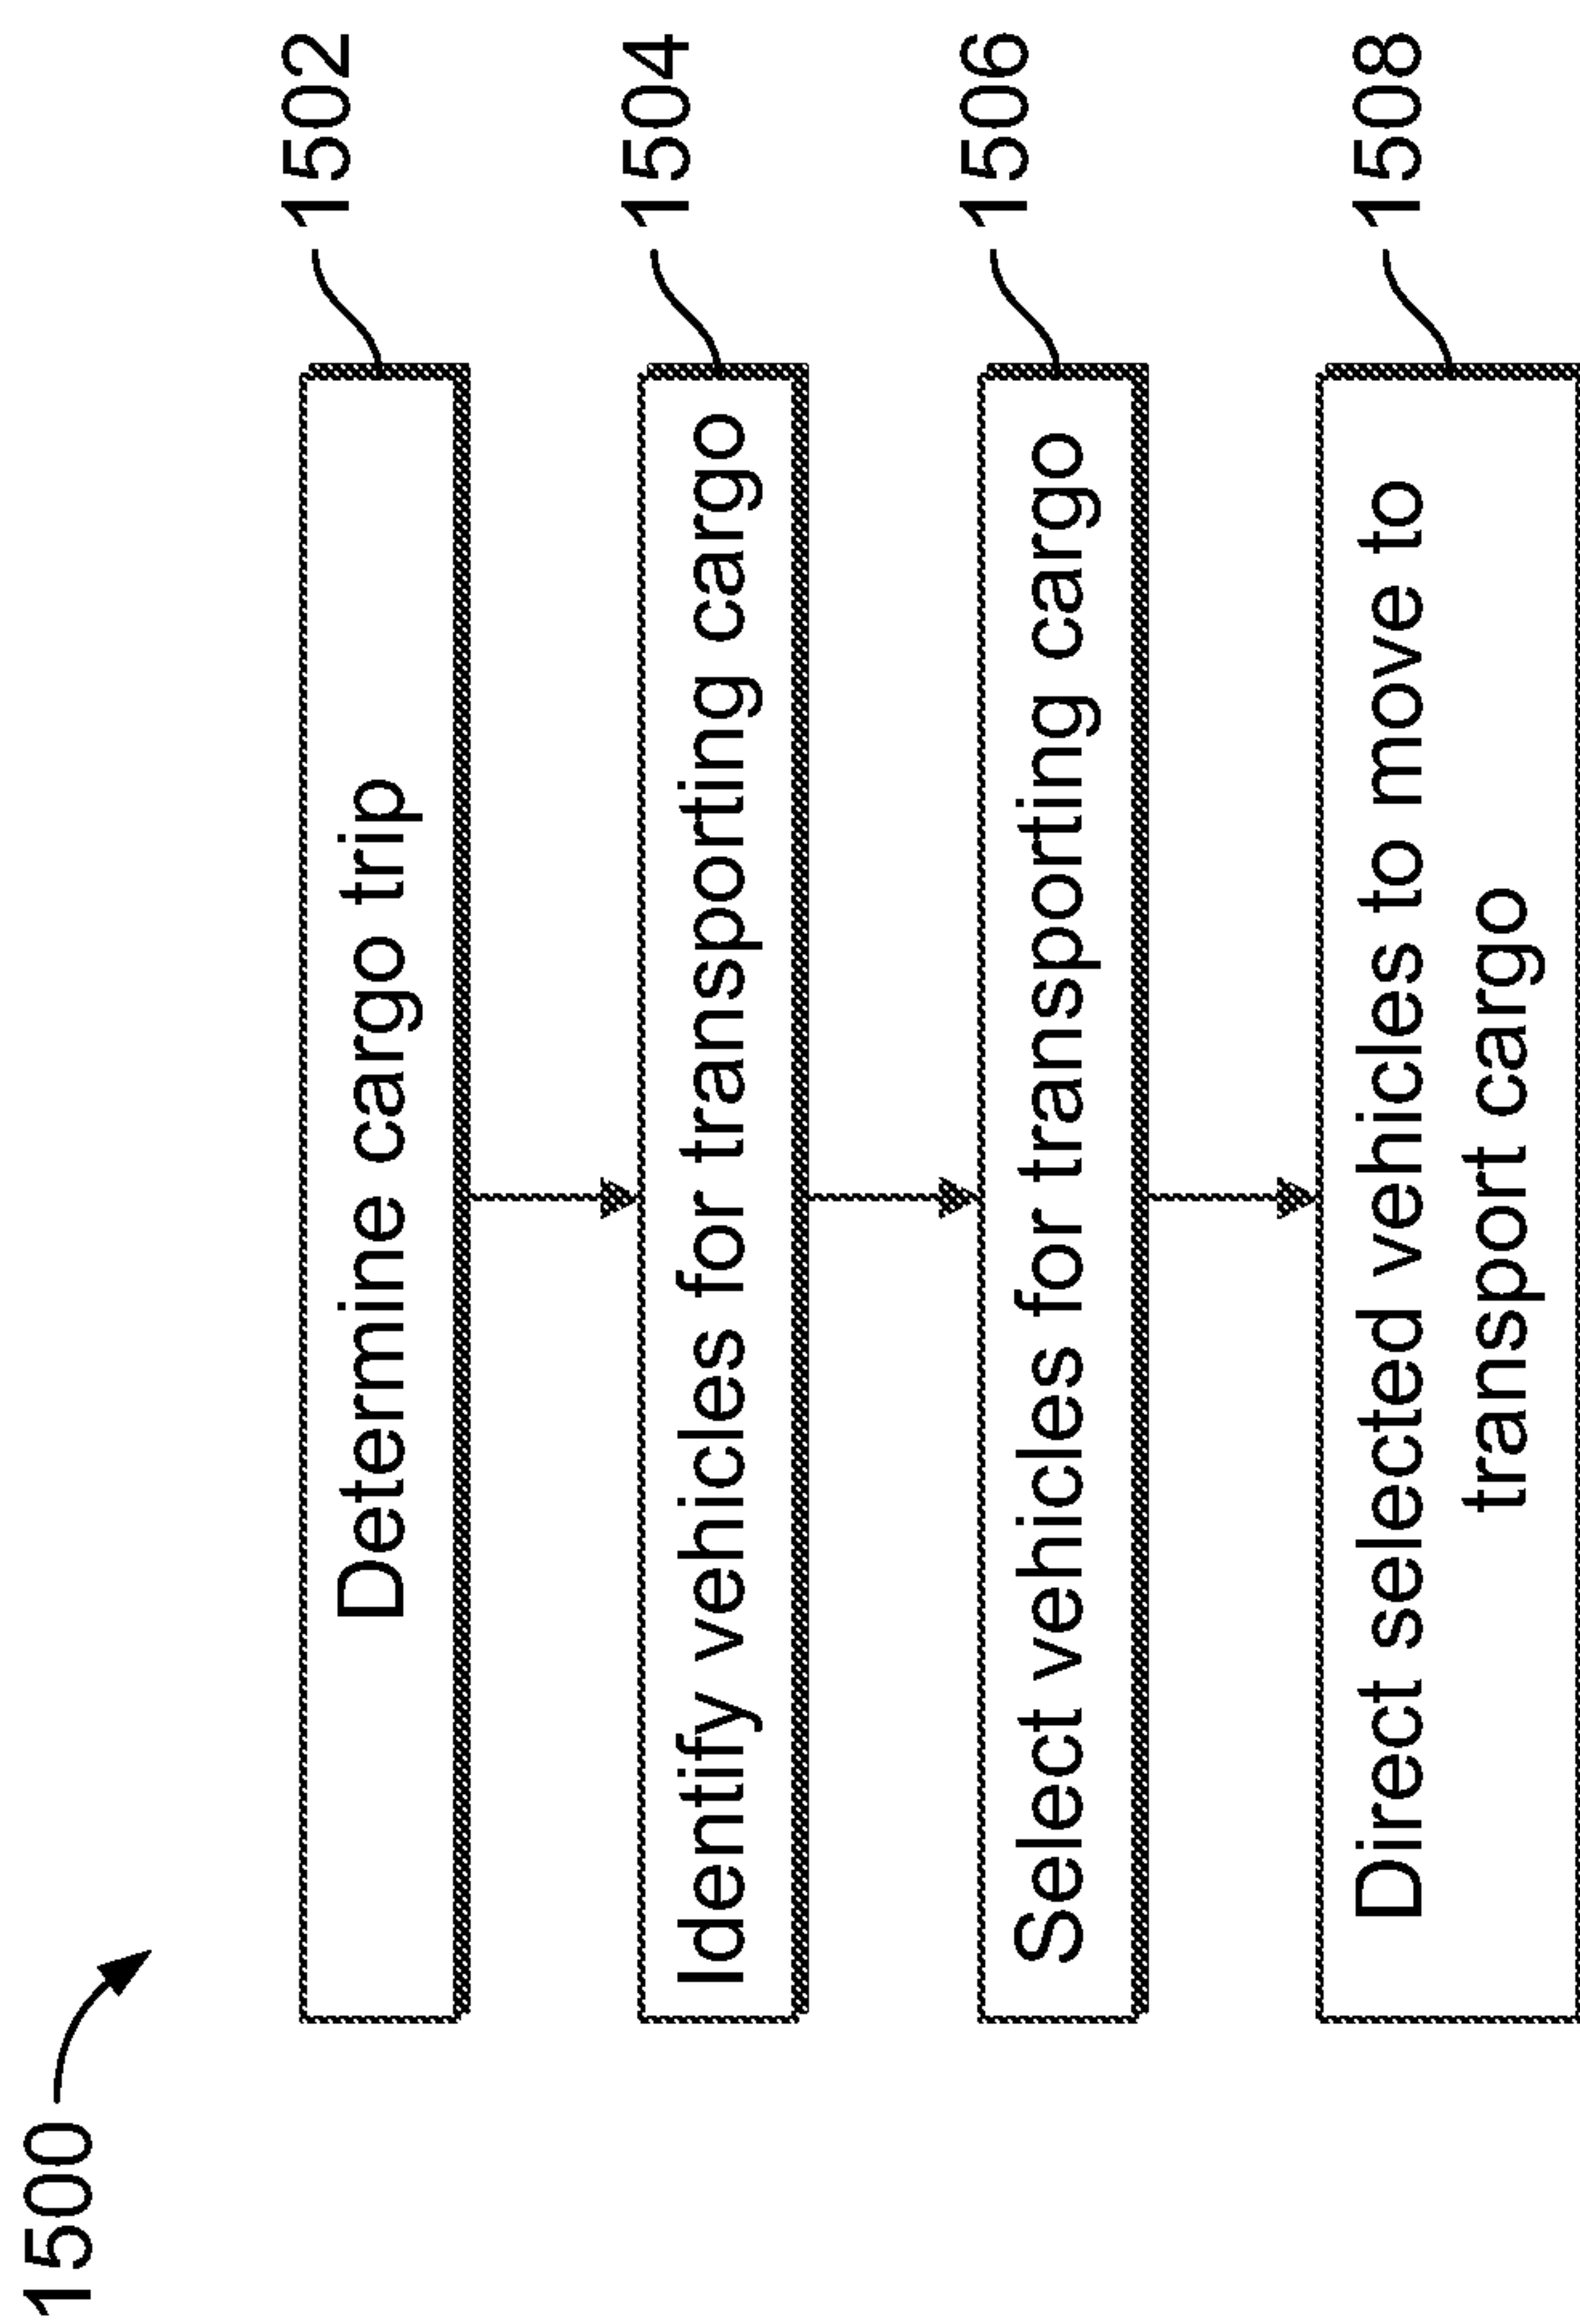 1500
Determine cargo trip
1502
Identify vehicles for transporting cargo
1504
Select vehicles for transporting cargo
1506
Direct selected vehicles to move to
transport cargo
1508